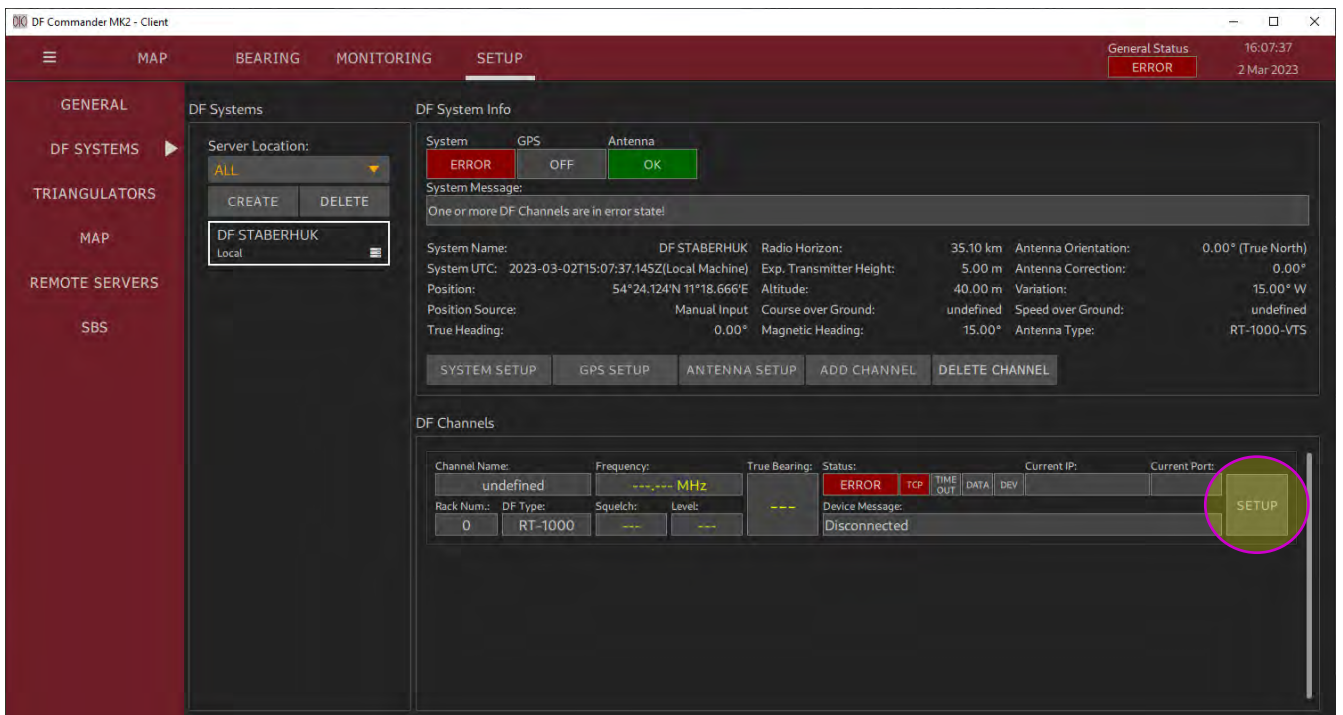 DF Commander MK2 - Client
MAP BEARING MONITORING SETUP
General Status
ERROR
16:07:37
2 Mar 2023
GENERAL
DF SYSTEMS
TRIANGULATORS
MAP
REMOTE SERVERS
SBS
DF Systems
Server Location:
ALL
CREATE DELETE
DF STABERHUK
Local
DF System Info
System GPS Antenna
ERROR OFF OK
System Message:
One or more DF Channels are in error state!
System Name: DF STABERHUK Radio Horizon: 35.10 km Antenna Orientation: 0.00° (True North)
System UTC: 2023-03-02T15:07:37.145Z(Local Machine) Exp. Transmitter Height: 5.00 m Antenna Correction: 0.00°
Position: 54°24.124'N 11°18.666'E Altitude: 40.00 m Variation: 15.00° W
Position Source: Manual Input Course over Ground: undefined Speed over Ground: undefined
True Heading: 0.00° Magnetic Heading: 15.00° Antenna Type: RT-1000-VTS
SYSTEM SETUP GPS SETUP ANTENNA SETUP ADD CHANNEL DELETE CHANNEL
DF Channels
Channel Name: Frequency: True Bearing: Status: Current IP: Current Port:
undefined ---.--- MHz --- ERROR TCP TIME OUT DATA DEV
Rack Num.: DF Type: Squelch: Level: Device Message:
0 RT-1000 --- --- Disconnected
SETUP